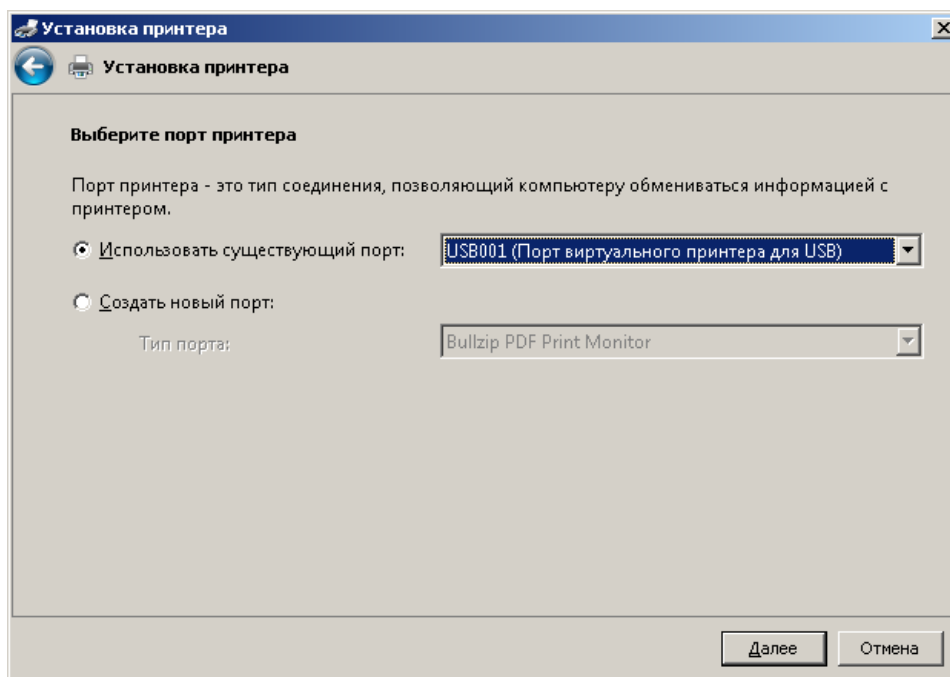 Установка принтера
Установка принтера
Выберите порт принтера
Порт принтера - это тип соединения, позволяющий компьютеру обмениваться информацией с
принтером.
Использовать существующий порт: USB001 (Порт виртуального принтера для USB)
Создать новый порт:
Тип порта: Bullzip PDF Print Monitor
Далее Отмена